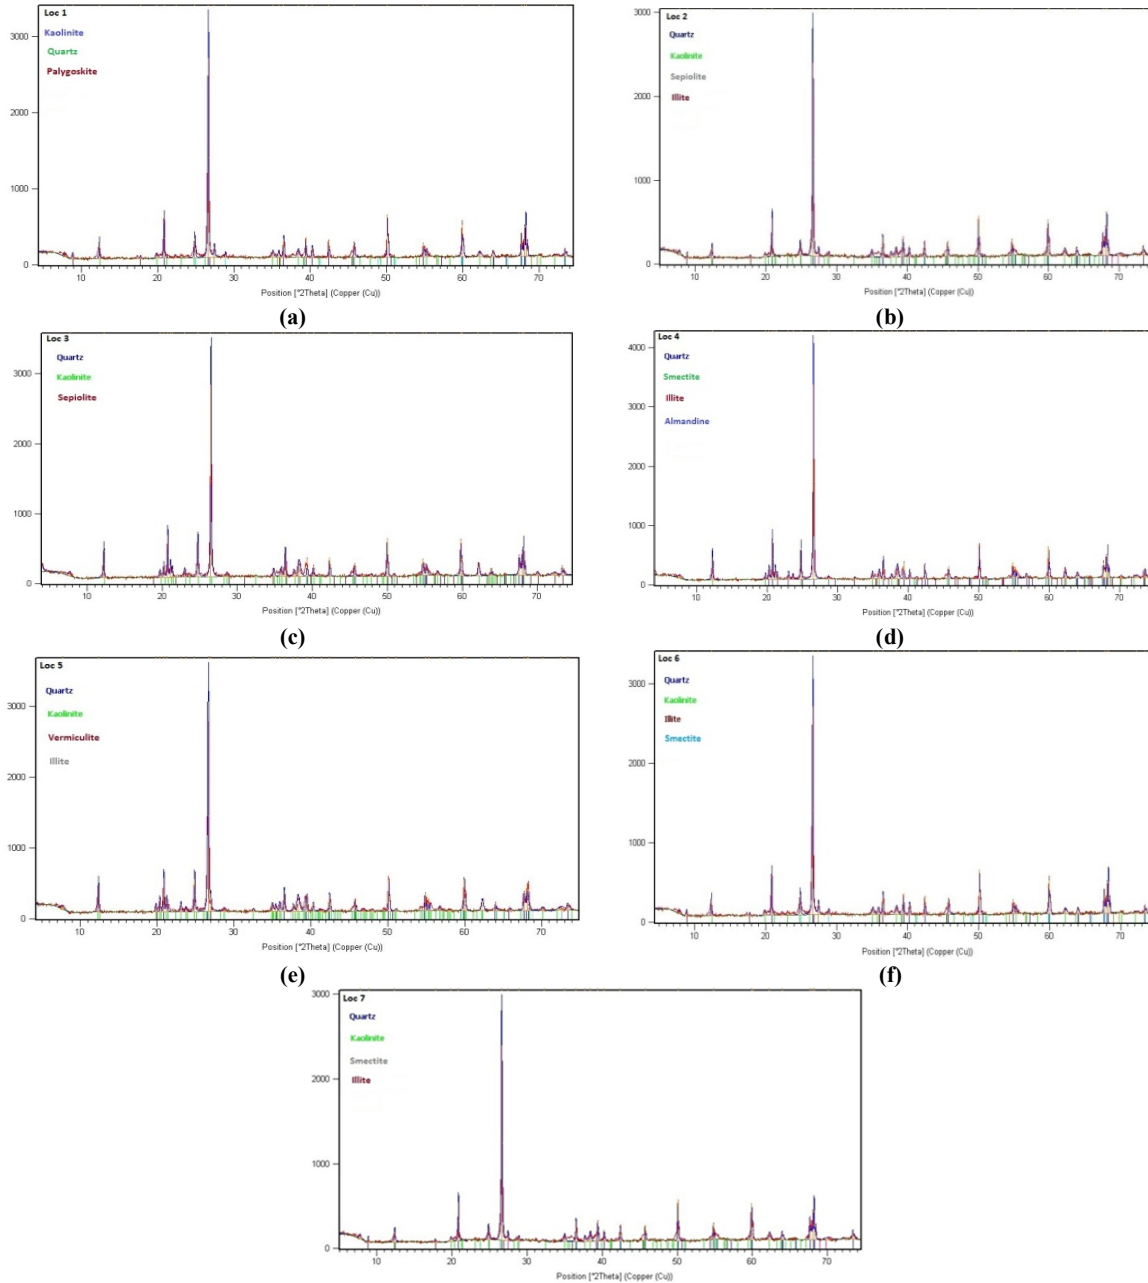 Loc 1
Kaolinite
Quartz
Palygoskite
3000
2000
1000
0
10 20 30 40 50 60 70
Position [°2Theta] (Copper (Cu))
(a)
Loc 2
Quartz
Kaolinite
Sepiolite
Illite
3000
2000
1000
0
10 20 30 40 50 60 70
Position [°2Theta] (Copper (Cu))
(b)
Loc 3
Quartz
Kaolinite
Sepiolite
3000
2000
1000
0
10 20 30 40 50 60 70
Position [°2Theta] (Copper (Cu))
(c)
Loc 4
Quartz
Smectite
Illite
Almandine
4000
3000
2000
1000
0
10 20 30 40 50 60 70
Position [°2Theta] (Copper (Cu))
(d)
Loc 5
Quartz
Kaolinite
Vermiculite
Illite
3000
2000
1000
0
10 20 30 40 50 60 70
Position [°2Theta] (Copper (Cu))
(e)
Loc 6
Quartz
Kaolinite
Illite
Smectite
3000
2000
1000
0
10 20 30 40 50 60 70
Position [°2Theta] (Copper (Cu))
(f)
Loc 7
Quartz
Kaolinite
Smectite
Illite
3000
2000
1000
0
10 20 30 40 50 60 70
Position [°2Theta] (Copper (Cu))